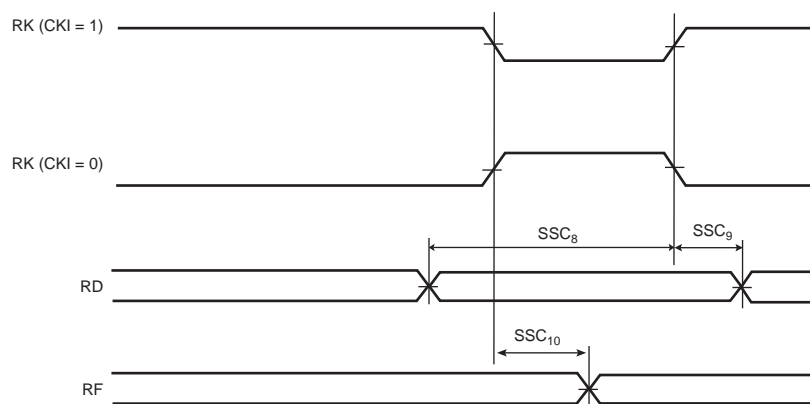 RK (CKI = 1)
RK (CKI = 0)
SSC8
SSC9
RD
SSC10
RF